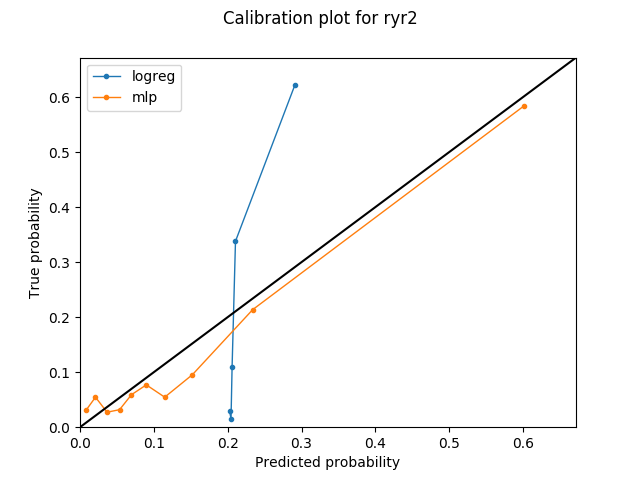 Calibration plot for ryr2
logreg
mlp
True probability
0.6
0.5
0.4
0.3
0.2
0.1
0.0
0.0 0.1 0.2 0.3 0.4 0.5 0.6
Predicted probability